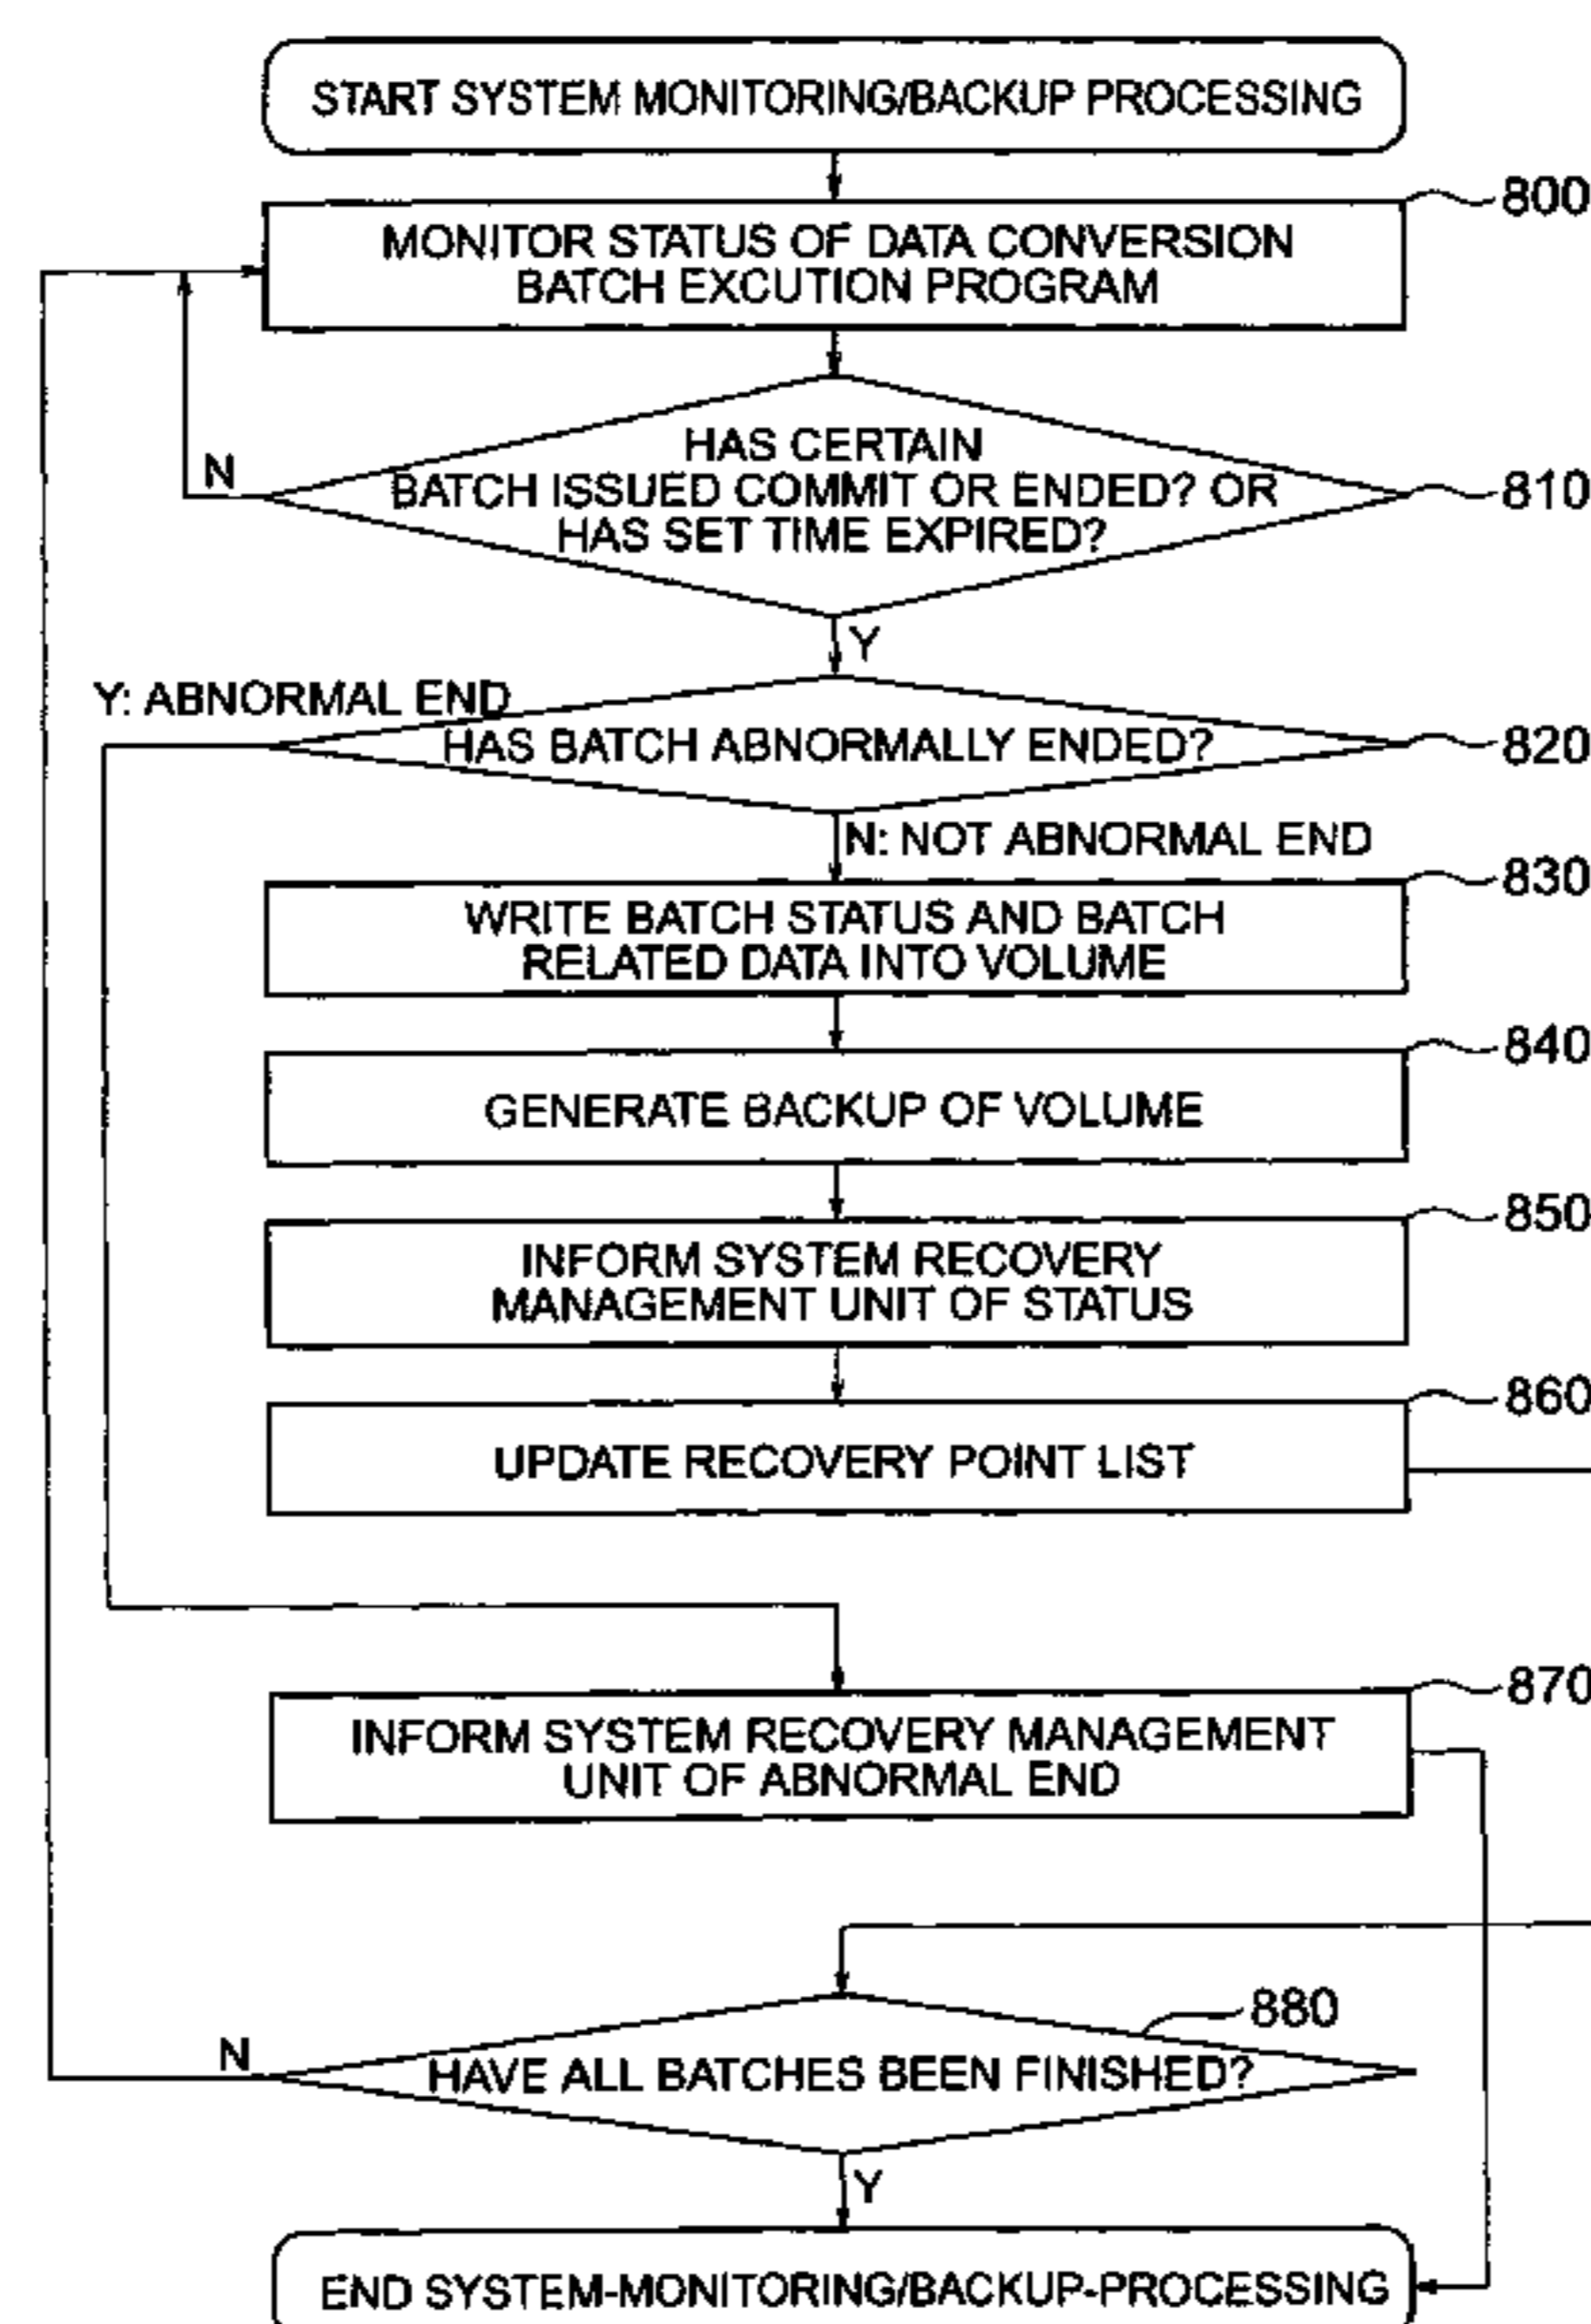 START SYSTEM MONITORING/BACKUP PROCESSING
800
MONITOR STATUS OF DATA CONVERSION
BATCH EXCUTION PROGRAM
HAS CERTAIN
BATCH ISSUED COMMIT OR ENDED? OR
HAS SET TIME EXPIRED?
N
810
Y
Y: ABNORMAL END
HAS BATCH ABNORMALLY ENDED?
820
N: NOT ABNORMAL END
830
WRITE BATCH STATUS AND BATCH
RELATED DATA INTO VOLUME
840
GENERATE BACKUP OF VOLUME
850
INFORM SYSTEM RECOVERY
MANAGEMENT UNIT OF STATUS
860
UPDATE RECOVERY POINT LIST
870
INFORM SYSTEM RECOVERY MANAGEMENT
UNIT OF ABNORMAL END
880
N
HAVE ALL BATCHES BEEN FINISHED?
Y
END SYSTEM-MONITORING/BACKUP-PROCESSING